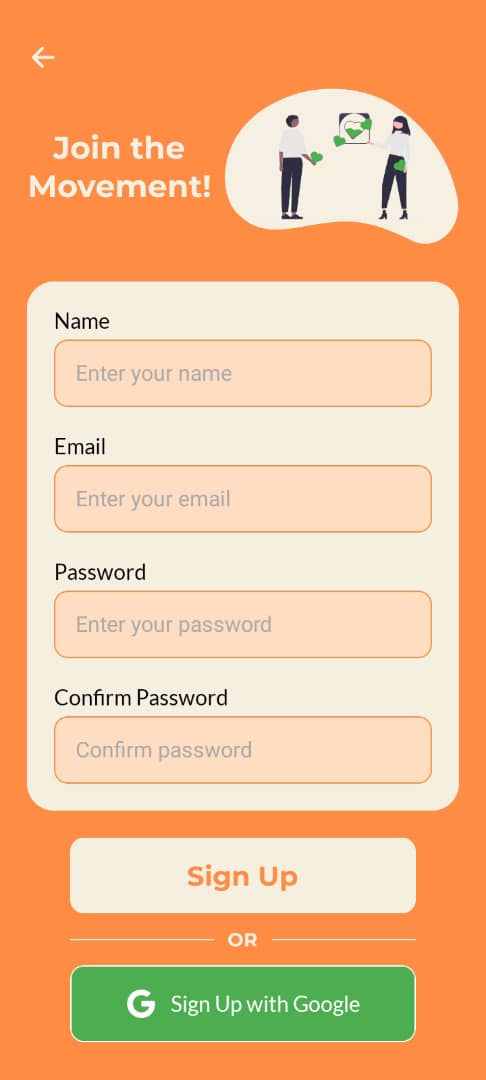 Join the
Movement!
Name
Enter your name
Email
Enter your email
Password
Enter your password
Confirm Password
Confirm password
Sign Up
OR
G Sign Up with Google